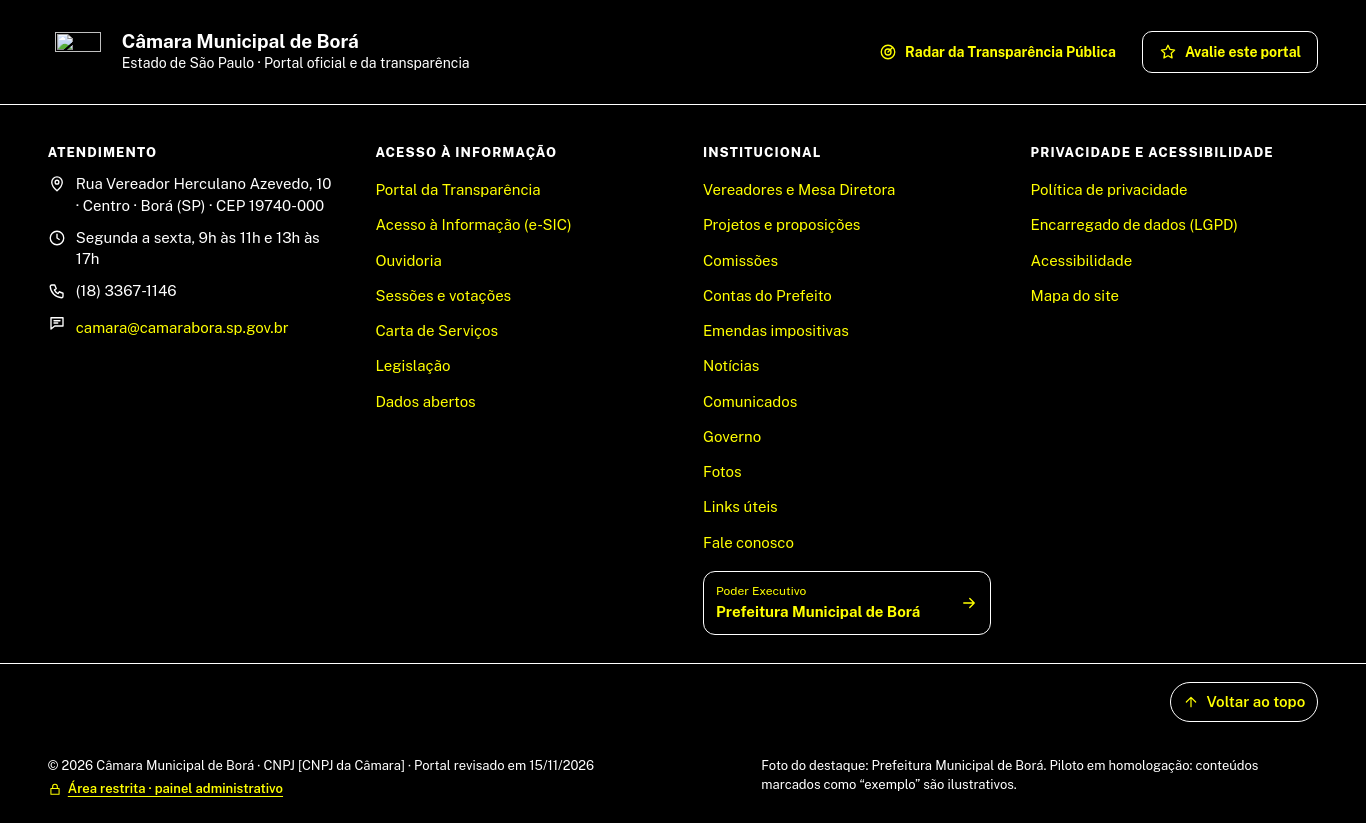 Câmara Municipal de Borá
Estado de São Paulo · Portal oficial e da transparência
Radar da Transparência Pública
Avalie este portal
ATENDIMENTO
Rua Vereador Herculano Azevedo, 10
· Centro · Borá (SP) · CEP 19740-000
Segunda a sexta, 9h às 11h e 13h às
17h
(18) 3367-1146
camara@camarabora.sp.gov.br
ACESSO À INFORMAÇÃO
Portal da Transparência
Acesso à Informação (e-SIC)
Ouvidoria
Sessões e votações
Carta de Serviços
Legislação
Dados abertos
INSTITUCIONAL
Vereadores e Mesa Diretora
Projetos e proposições
Comissões
Contas do Prefeito
Emendas impositivas
Notícias
Comunicados
Governo
Fotos
Links úteis
Fale conosco
Poder Executivo
Prefeitura Municipal de Borá
PRIVACIDADE E ACESSIBILIDADE
Política de privacidade
Encarregado de dados (LGPD)
Acessibilidade
Mapa do site
Voltar ao topo
© 2026 Câmara Municipal de Borá · CNPJ [CNPJ da Câmara] · Portal revisado em 15/11/2026
Área restrita · painel administrativo
Foto do destaque: Prefeitura Municipal de Borá. Piloto em homologação: conteúdos
marcados como “exemplo” são ilustrativos.